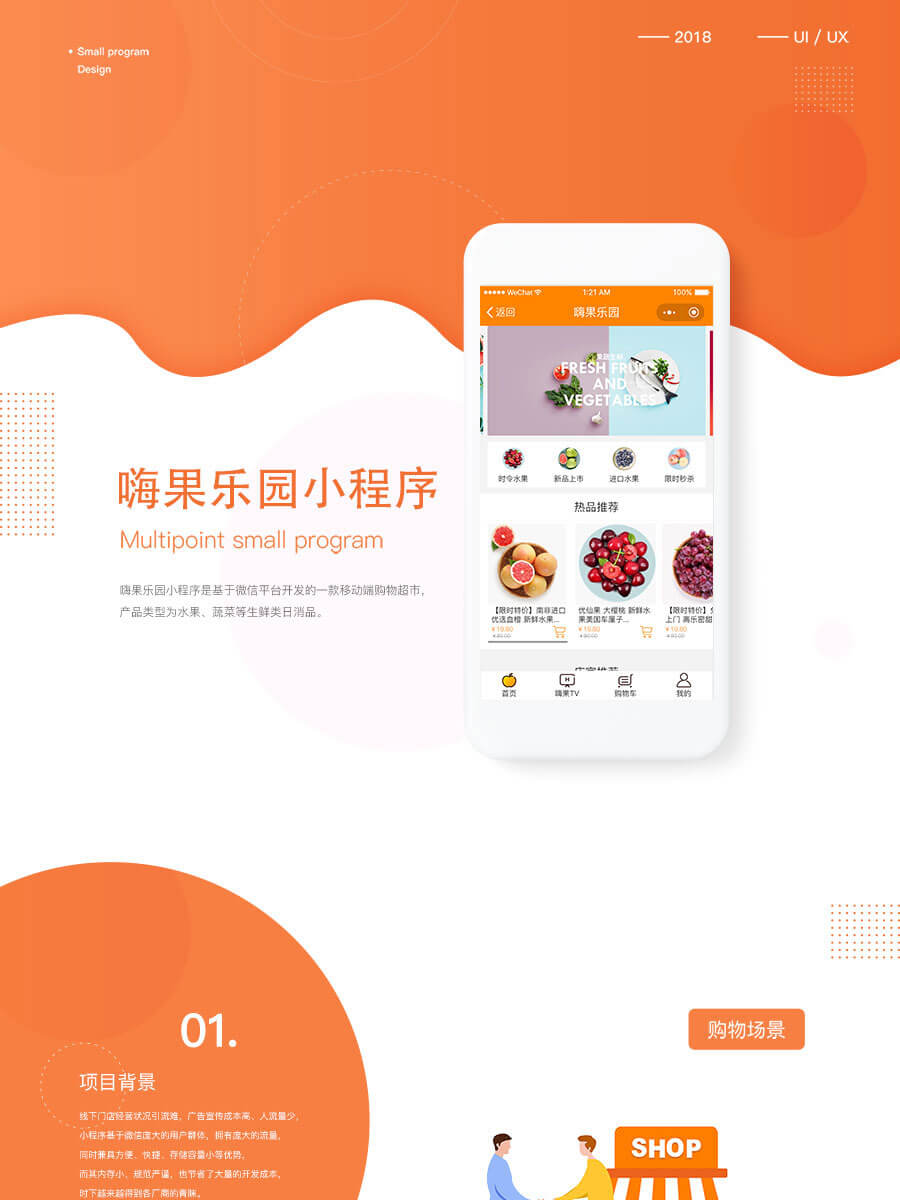 Small program
Design
2018
UI / UX
WeChat
1:21 AM
100%
返回
嗨果乐园
FRESH FRUITS
AND
VEGETABLES
时令水果
新品上市
进口水果
限时秒杀
热品推荐
【限时特价】南非进口
优选血橙 新鲜水果...
¥19.80
优仙果 大樱桃 新鲜水
果美国车厘子...
¥19.80
【限时特价】
上门 高乐密甜
¥19.80
首页
嗨果TV
购物车
我的
嗨果乐园小程序
Multipoint small program
嗨果乐园小程序是基于微信平台开发的一款移动端购物超市，
产品类型为水果、蔬菜等生鲜类日消品。
01.
项目背景
线下门店经营状况引流难，广告宣传成本高、人流量少，
小程序基于微信庞大的用户群体，拥有庞大的流量，
同时兼具方便、快捷、存储容量小等优势，
而其内存小、规范严谨，也节省了大量的开发成本，
时下越来越得到各厂商的青睐。
购物场景
SHOP